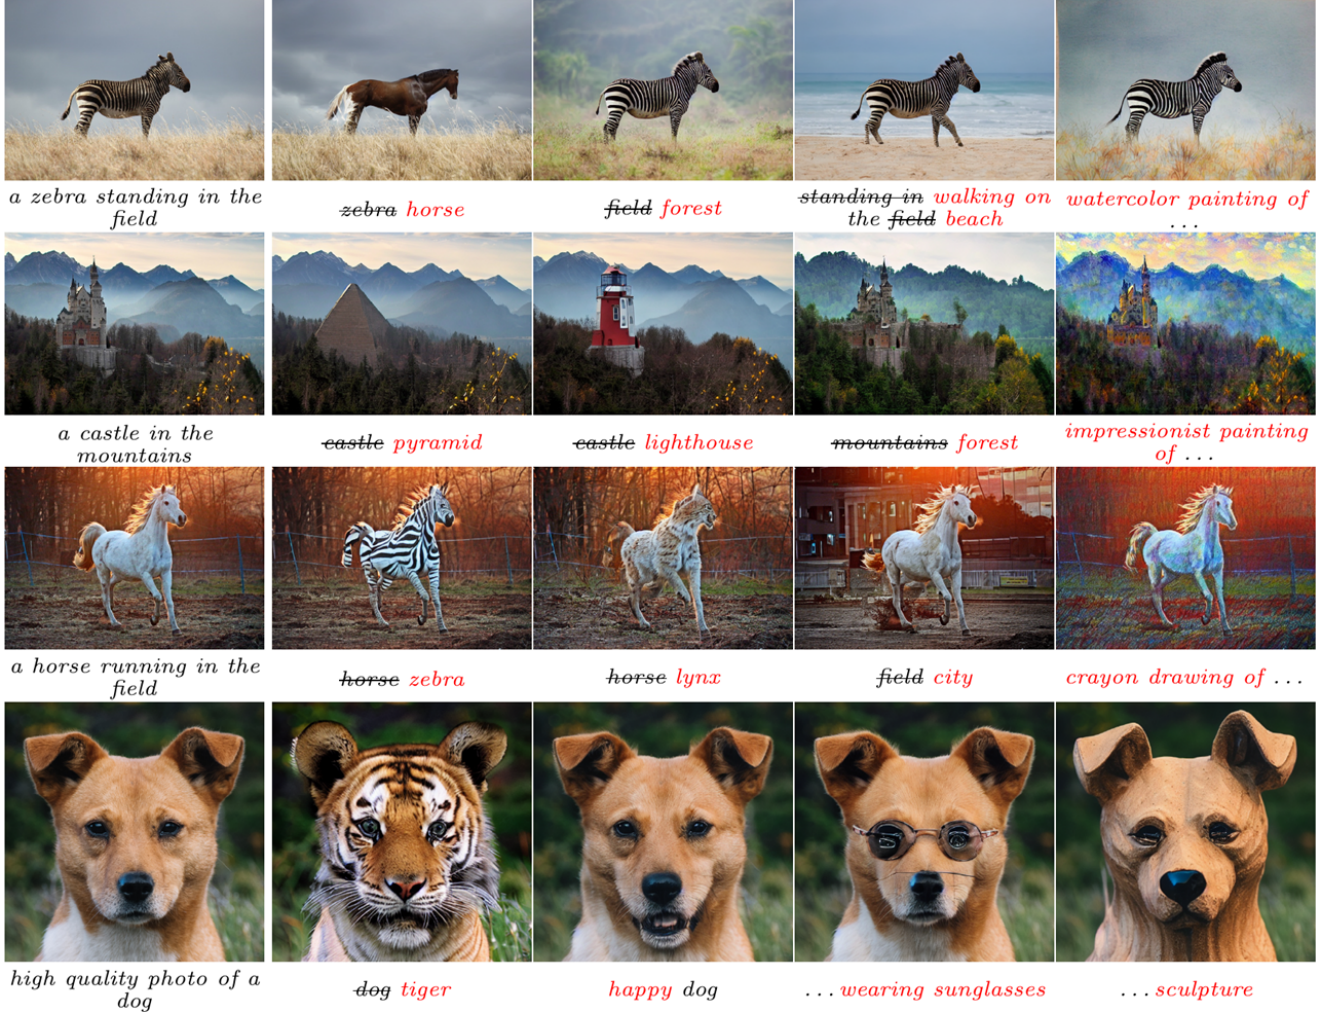 a zebra standing in the
field
zebra horse
field forest
standing in walking on
the field beach
watercolor painting of
...
a castle in the
mountains
castle pyramid
castle lighthouse
mountains forest
impressionist painting
of ...
a horse running in the
field
horse zebra
horse lynx
field city
crayon drawing of ...
high quality photo of a
dog
dog tiger
happy dog
...wearing sunglasses
...sculpture